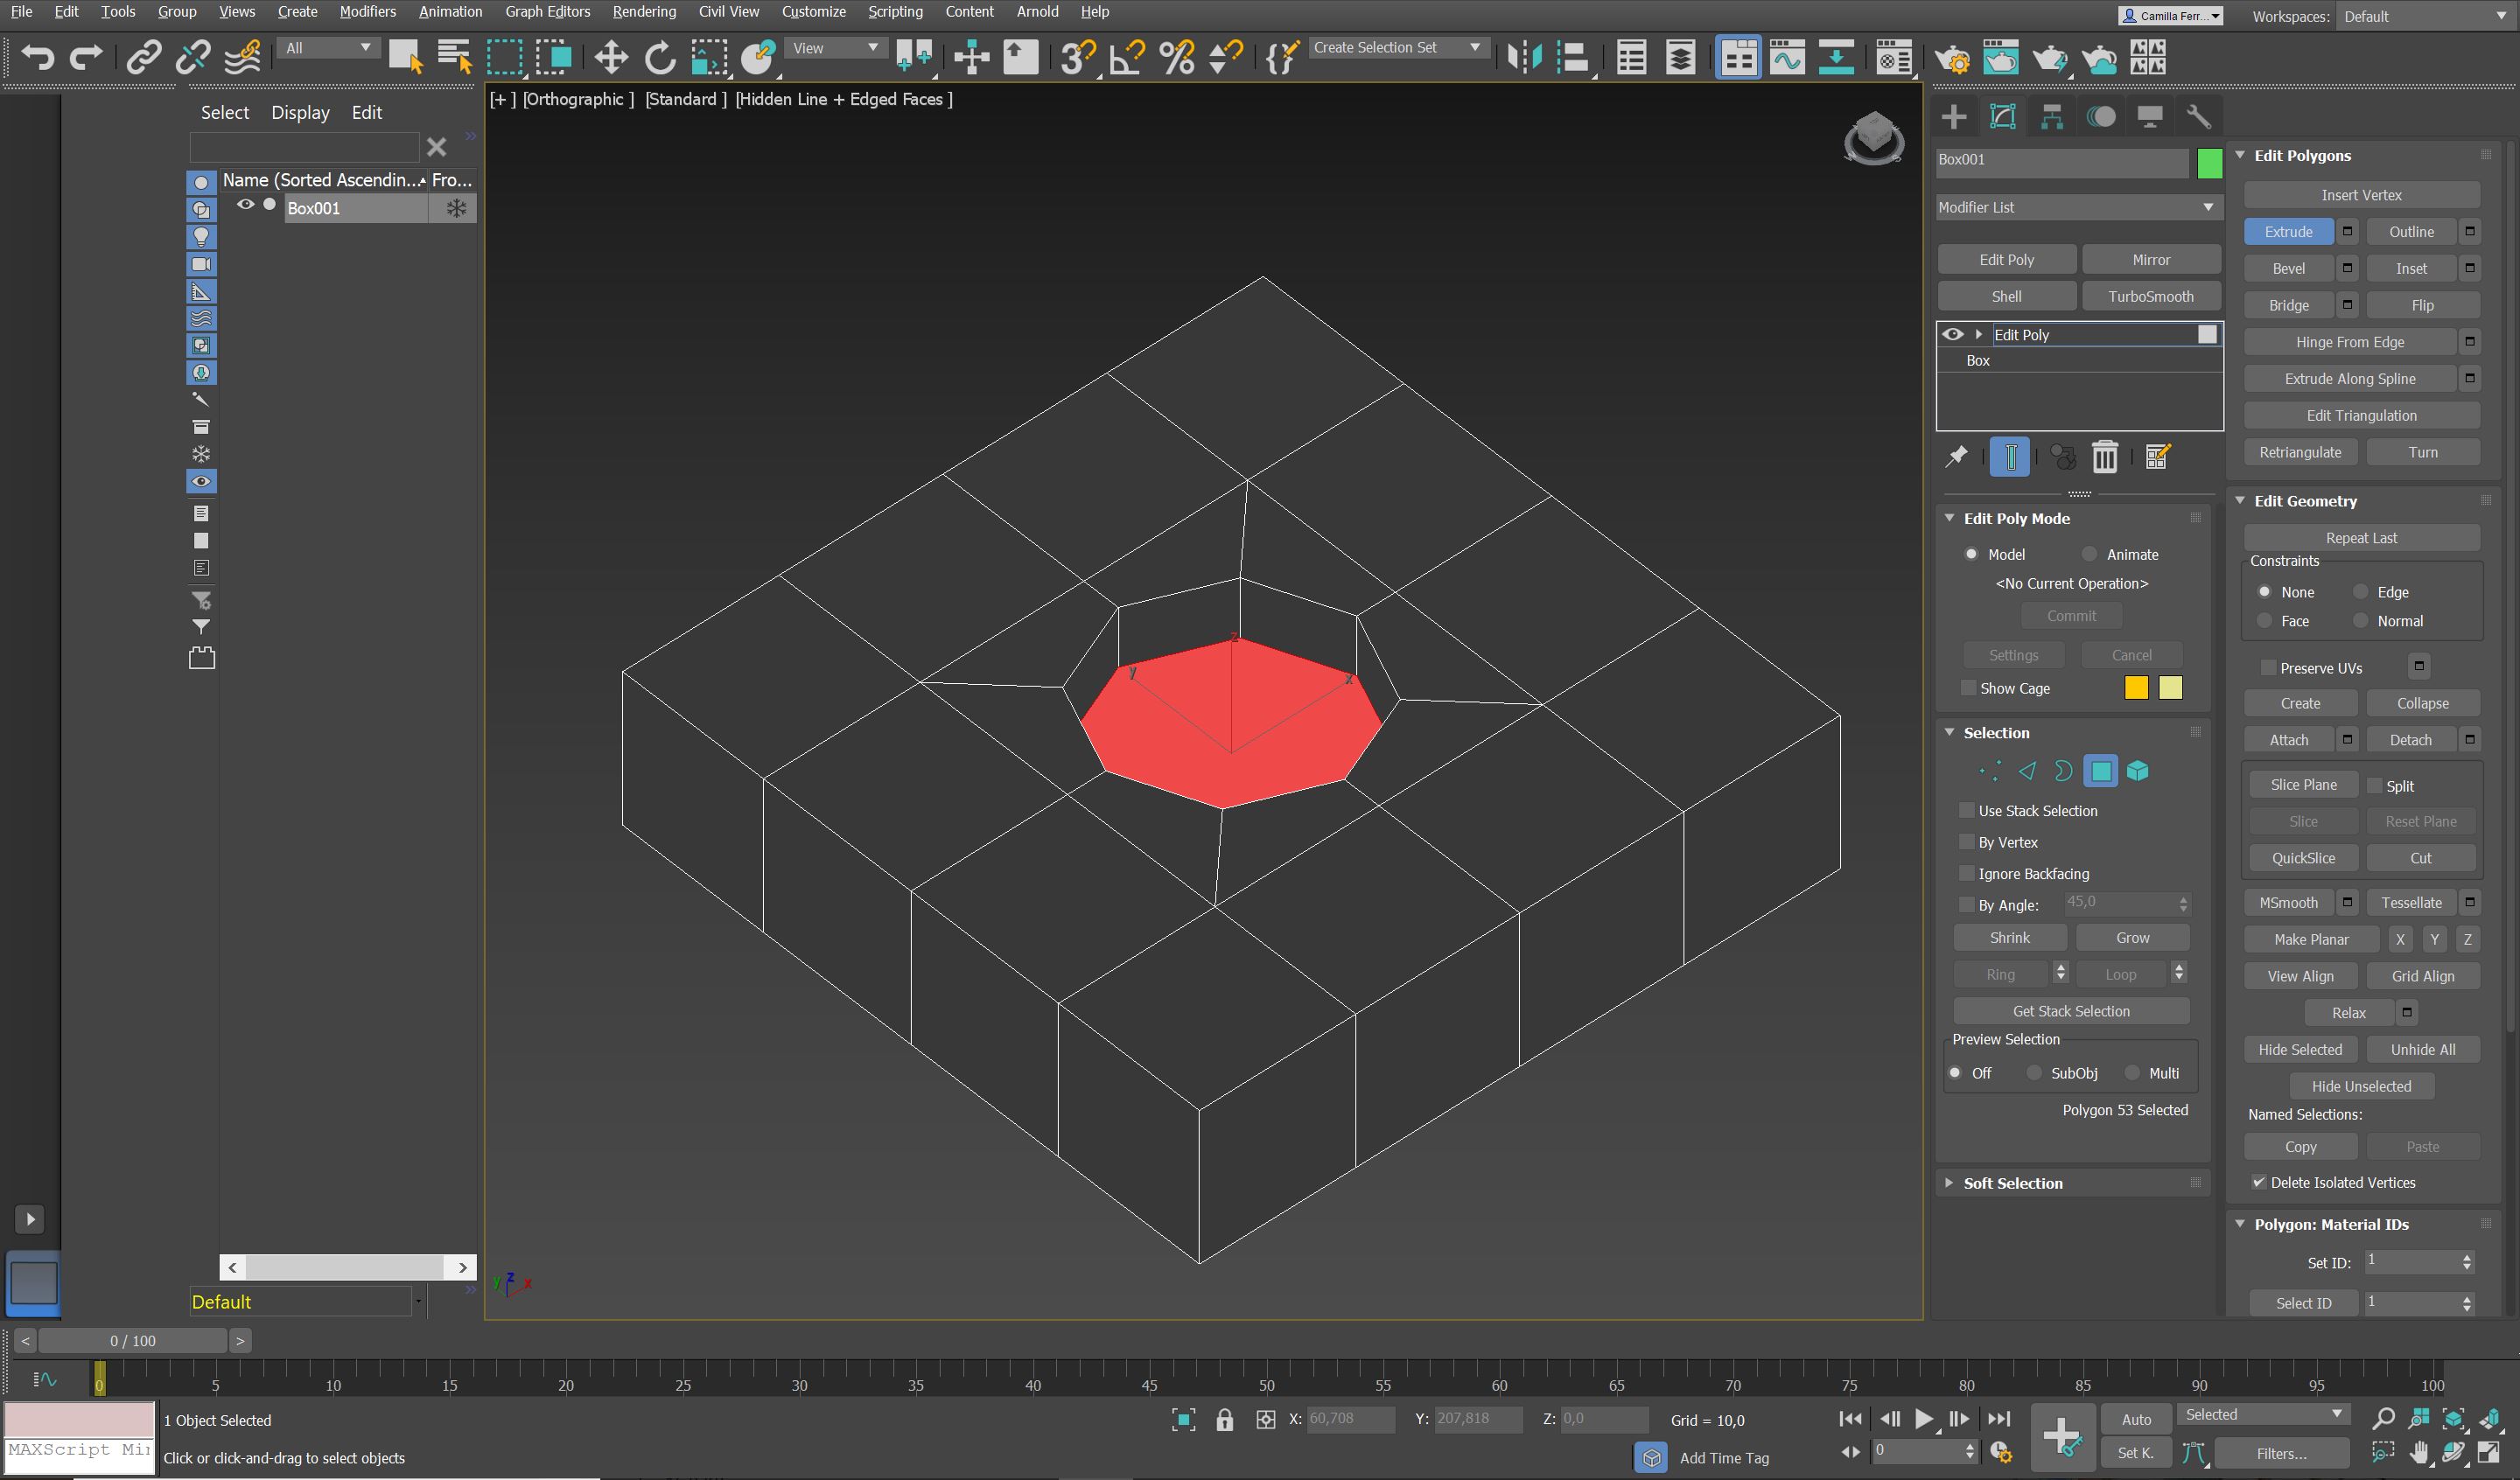 File Edit Tools Group Views Create Modifiers Animation Graph Editors Rendering Civil View Customize Scripting Content Arnold Help
Camilla Ferr... Workspaces: Default
All View Create Selection Set
Select Display Edit
Name (Sorted Ascendin... Fro...
Box001
Default
[+ ] [Orthographic ] [Standard ] [Hidden Line + Edged Faces ]
z
y
x
y z x
Box001
Modifier List
Edit Poly Mirror
Shell TurboSmooth
Edit Poly
Box
Edit Poly Mode
Model Animate
<No Current Operation>
Commit
Settings Cancel
Show Cage
Selection
Use Stack Selection
By Vertex
Ignore Backfacing
By Angle: 45,0
Shrink Grow
Ring Loop
Get Stack Selection
Preview Selection
Off SubObj Multi
Polygon 53 Selected
Soft Selection
Edit Polygons
Insert Vertex
Extrude Outline
Bevel Inset
Bridge Flip
Hinge From Edge
Extrude Along Spline
Edit Triangulation
Retriangulate Turn
Edit Geometry
Repeat Last
Constraints
None Edge
Face Normal
Preserve UVs
Create Collapse
Attach Detach
Slice Plane Split
Slice Reset Plane
QuickSlice Cut
MSmooth Tessellate
Make Planar X Y Z
View Align Grid Align
Relax
Hide Selected Unhide All
Hide Unselected
Named Selections:
Copy Paste
Delete Isolated Vertices
Polygon: Material IDs
Set ID: 1
Select ID 1
< 0 / 100 >
0 5 10 15 20 25 30 35 40 45 50 55 60 65 70 75 80 85 90 95 100
1 Object Selected X: 60,708 Y: 207,818 Z: 0,0 Grid = 10,0 Auto Selected
MAXScript Mi Click or click-and-drag to select objects Add Time Tag 0 Set K. Filters...